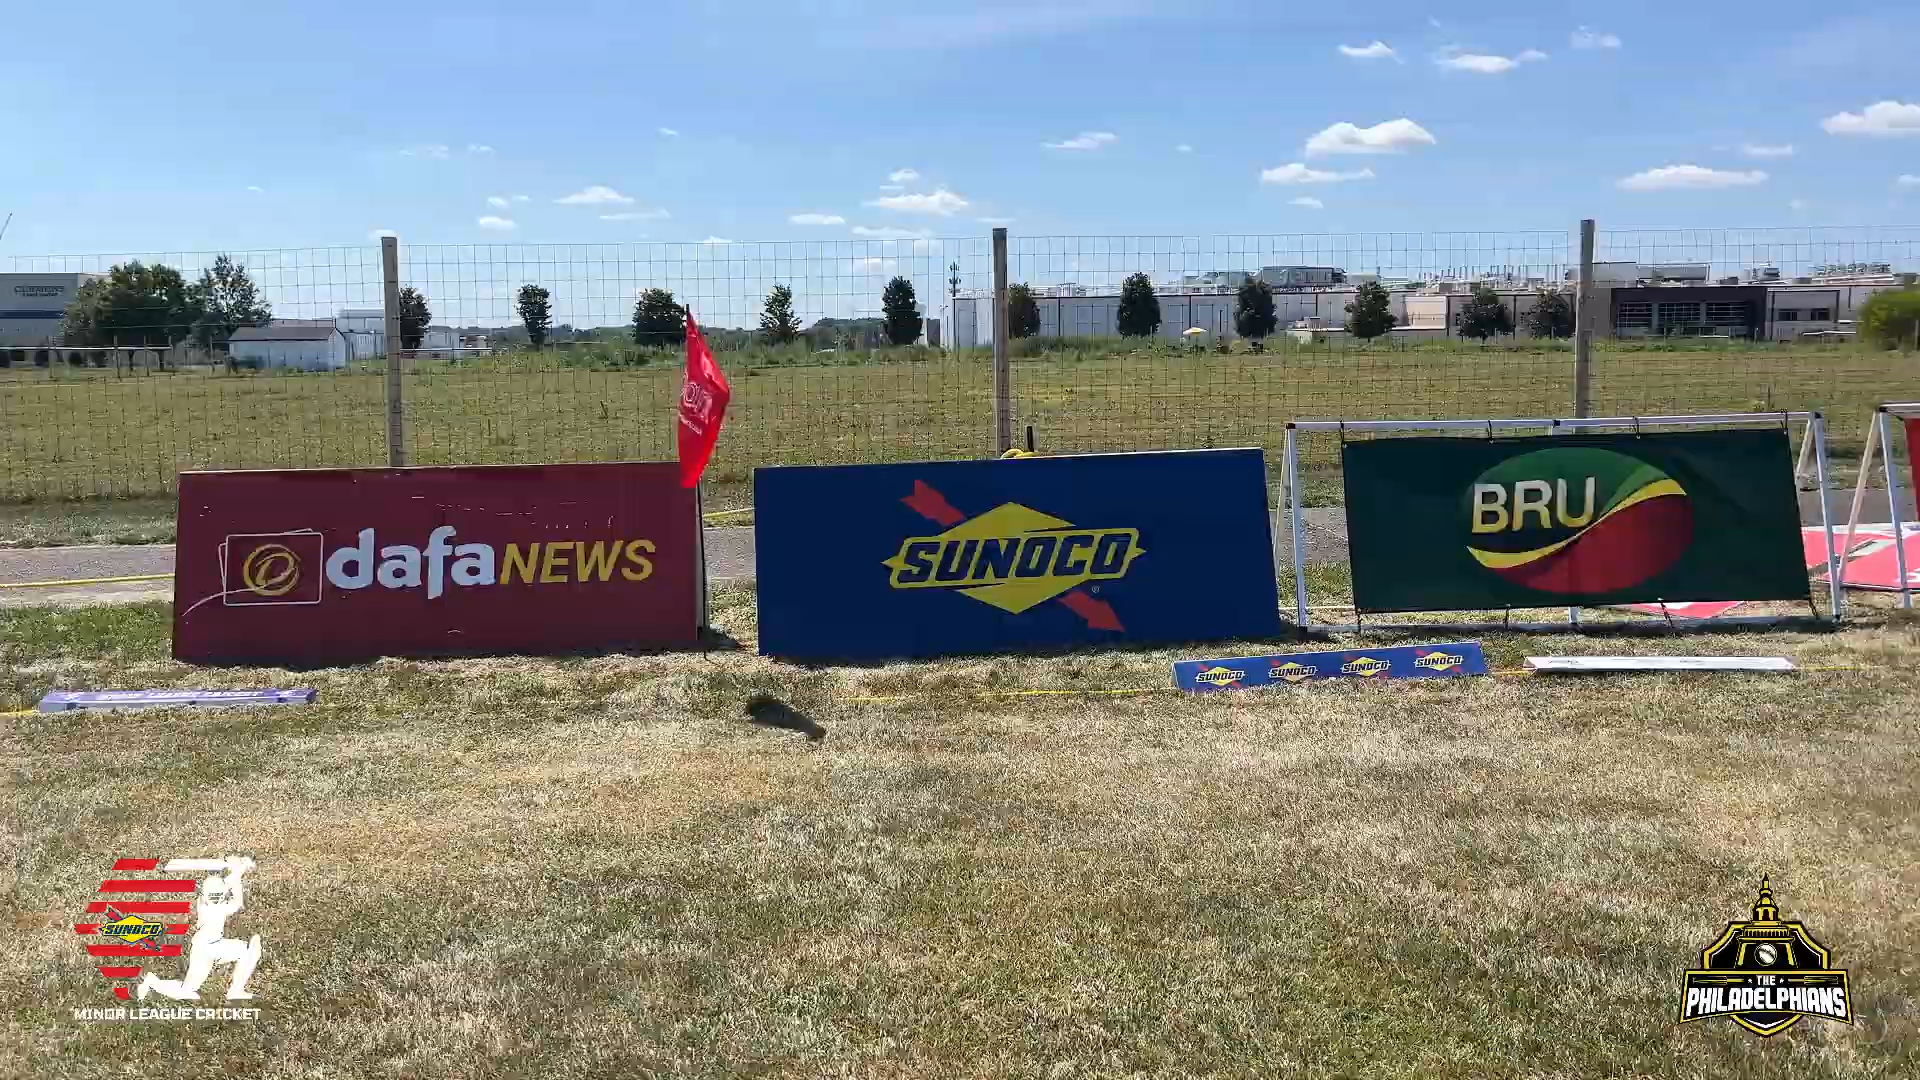 dafaNEWS
SUNOCO
BRU
SUNOCO SUNOCO SUNOCO SUNOCO
SUNOCO
MINOR LEAGUE CRICKET
THE
PHILADELPHIANS